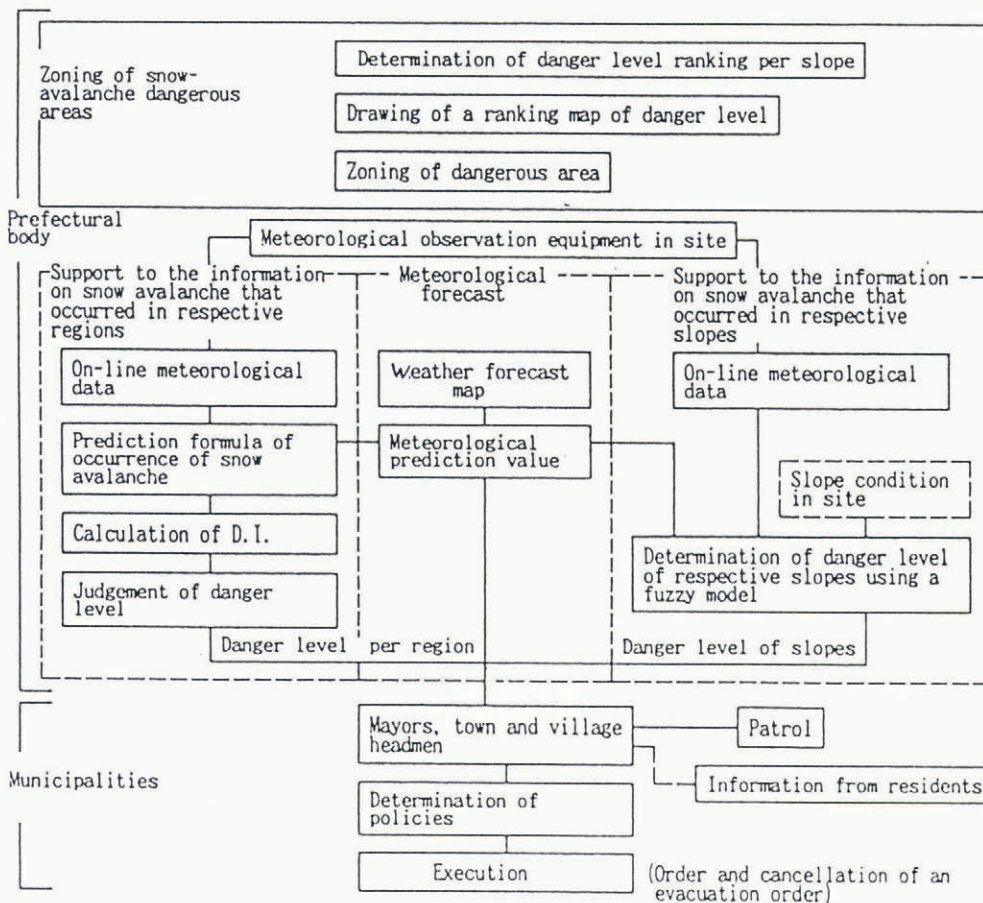 Zoning of snow-
avalanche dangerous
areas
Determination of danger level ranking per slope
Drawing of a ranking map of danger level
Zoning of dangerous area
Prefectural
body
Meteorological observation equipment in site
Support to the information
on snow avalanche that
occurred in respective
regions
Meteorological
forecast
Support to the information
on snow avalanche that
occurred in respective
slopes
On-line meteorological
data
Weather forecast
map
On-line meteorological
data
Prediction formula of
occurrence of snow
avalanche
Meteorological
prediction value
Slope condition
in site
Calculation of D.I.
Determination of danger level
of respective slopes using a
fuzzy model
Judgement of danger
level
Danger level per region
Danger level of slopes
Mayors, town and village
headmen
Patrol
Municipalities
Information from residents
Determination of
policies
Execution
(Order and cancellation of an
evacuation order)